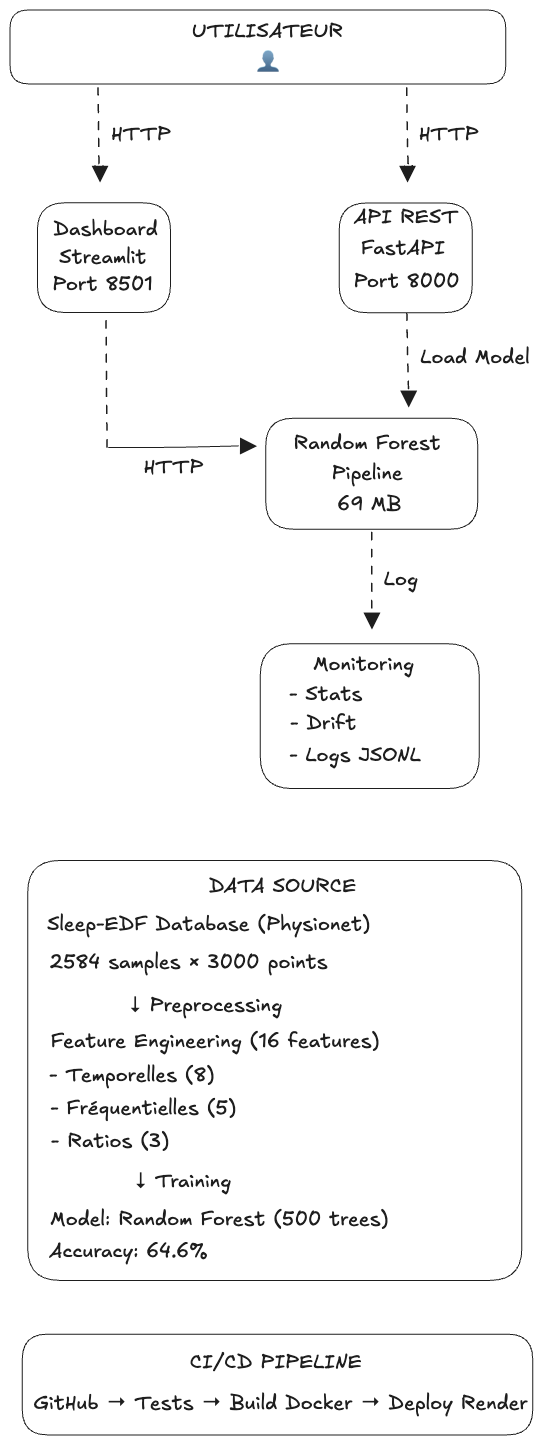 UTILISATEUR
HTTP
HTTP
Dashboard
Streamlit
Port 8501
API REST
FastAPI
Port 8000
Load Model
Random Forest
Pipeline
69 MB
HTTP
Log
Monitoring
- Stats
- Drift
- Logs JSONL
DATA SOURCE
Sleep-EDF Database (Physionet)
2584 samples × 3000 points
↓ Preprocessing
Feature Engineering (16 features)
- Temporelles (8)
- Fréquentielles (5)
- Ratios (3)
↓ Training
Model: Random Forest (500 trees)
Accuracy: 64.6%
CI/CD PIPELINE
GitHub → Tests → Build Docker → Deploy Render